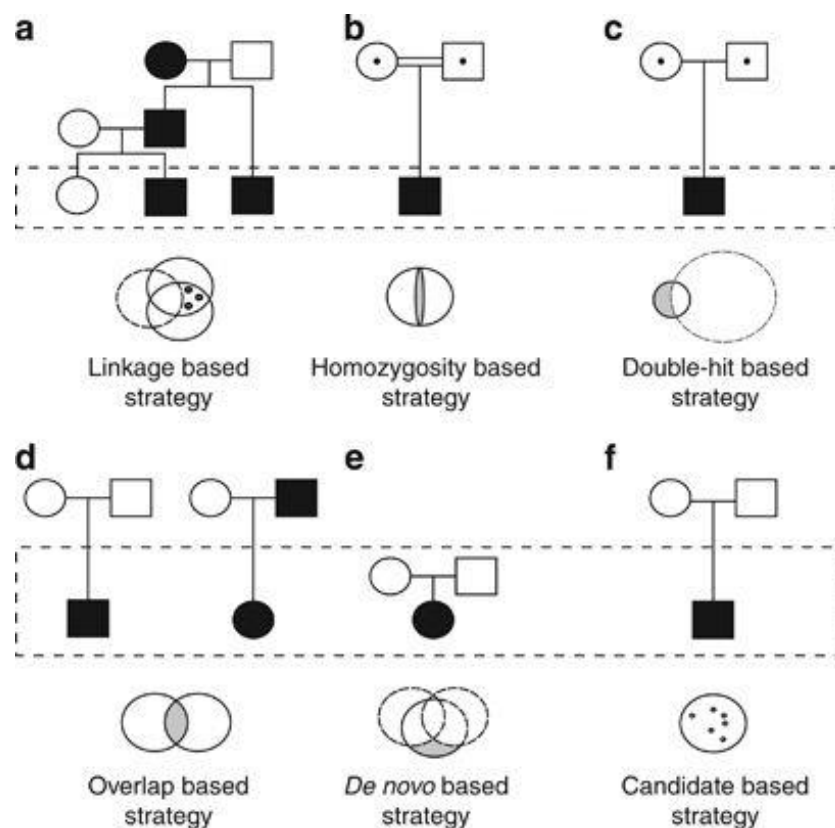 a
b
c
Linkage based
strategy
Homozygosity based
strategy
Double-hit based
strategy
d
e
f
Overlap based
strategy
De novo based
strategy
Candidate based
strategy